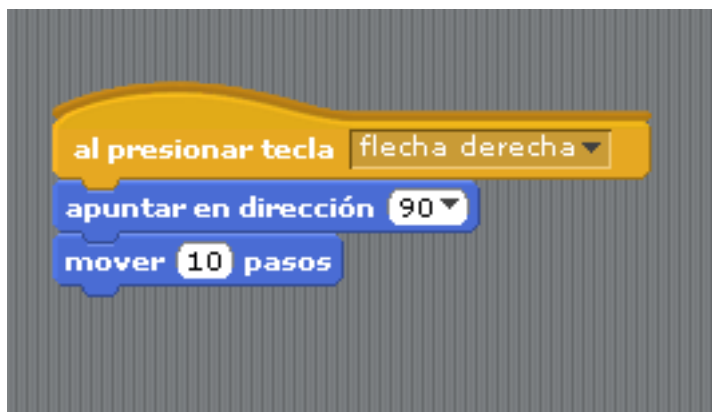 al presionar tecla flecha derecha
apuntar en dirección 90
mover 10 pasos